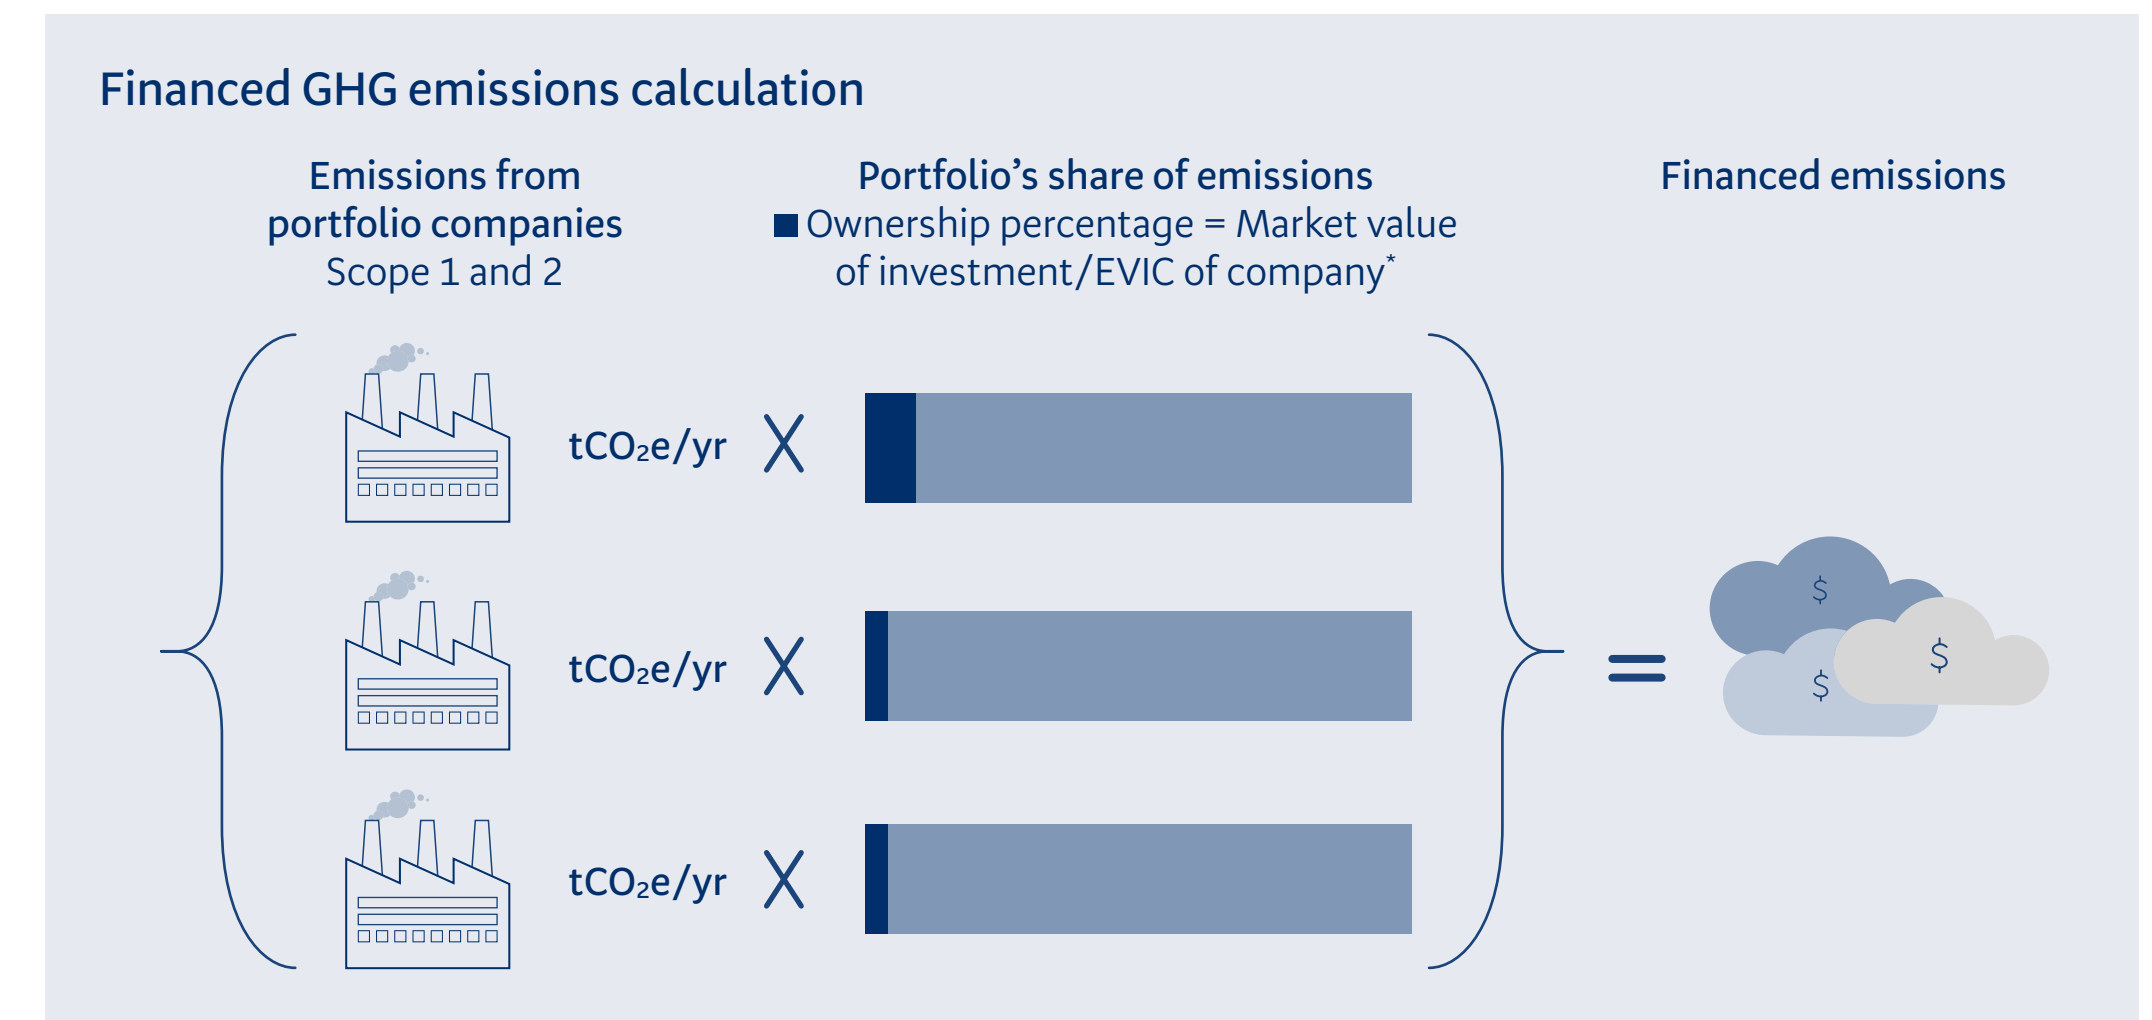 Financed GHG emissions calculation
Emissions from
portfolio companies
Scope 1 and 2
Portfolio’s share of emissions
Ownership percentage = Market value
of investment/EVIC of company*
Financed emissions
tCO₂e/yr X
tCO₂e/yr X
tCO₂e/yr X
=
$
$
$